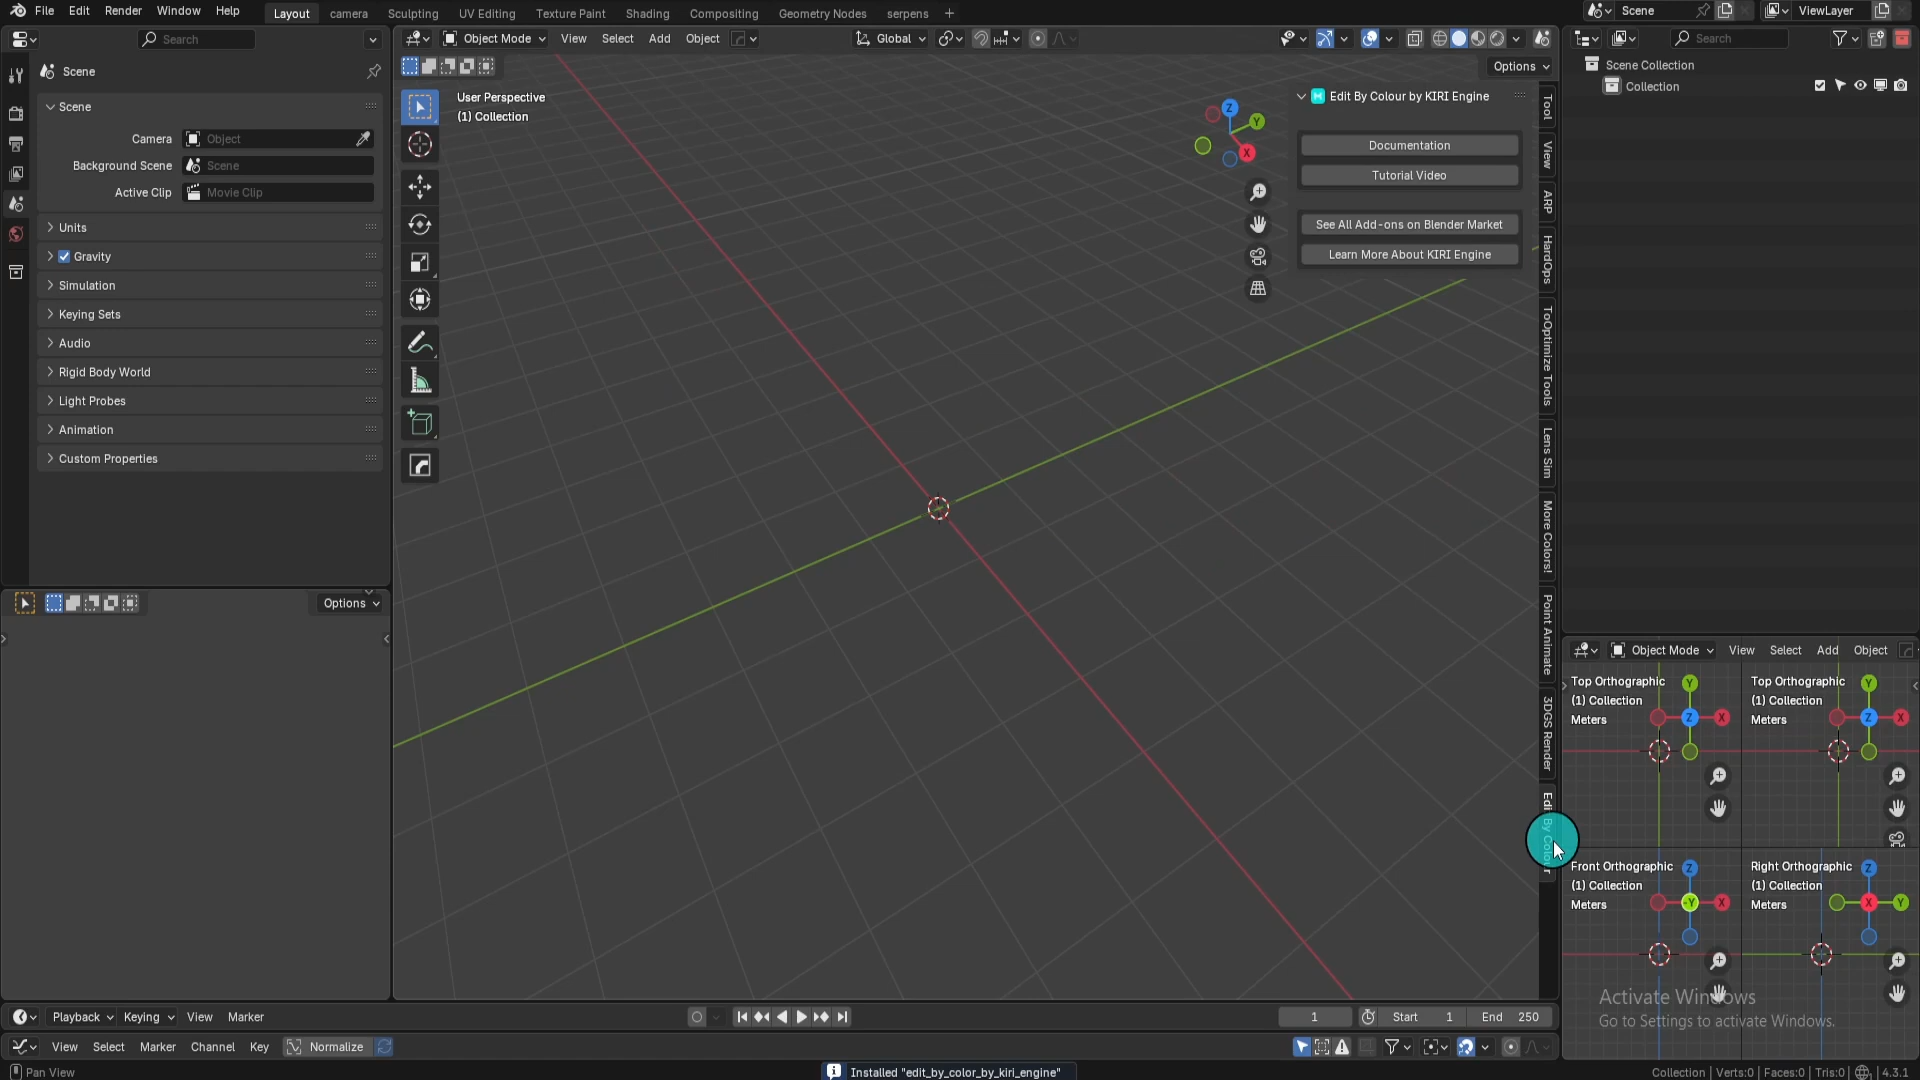 File Edit Render Window Help Layout camera Sculpting UV Editing Texture Paint Shading Compositing Geometry Nodes serpens + Scene ViewLayer
Search Object Mode View Select Add Object Global Search
Options
Scene
Scene
Camera Object
Background Scene Scene
Active Clip Movie Clip
Units
Gravity
Simulation
Keying Sets
Audio
Rigid Body World
Light Probes
Animation
Custom Properties
Options
User Perspective
(1) Collection
Z
Y
X
Edit By Colour by KIRI Engine
Documentation
Tutorial Video
See All Add-ons on Blender Market
Learn More About KIRI Engine
Tool
View
ARP
HardOps
ToOptimize Tools
Lens Sim
More Colors!
Point Animate
3DGS Render
Edit By Colour
Scene Collection
Collection
Object Mode View Select Add Object
Top Orthographic Y
(1) Collection
Meters Z X
Top Orthographic Y
(1) Collection
Meters Z X
Front Orthographic Z
(1) Collection
Meters -Y X
Right Orthographic Z
(1) Collection
Meters X Y
Activate Windows
Go to Settings to activate Windows.
Playback Keying View Marker 1 Start 1 End 250
View Select Marker Channel Key Normalize
Pan View Installed "edit_by_color_by_kiri_engine" Collection | Verts:0 | Faces:0 | Tris:0 | 4.3.1